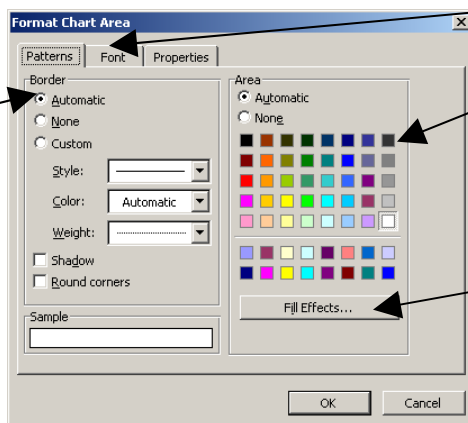 Format Chart Area
Patterns Font Properties
Border
Automatic
None
Custom
Style:
Color: Automatic
Weight:
Shadow
Round corners
Sample
Area
Automatic
None
Fill Effects...
OK Cancel